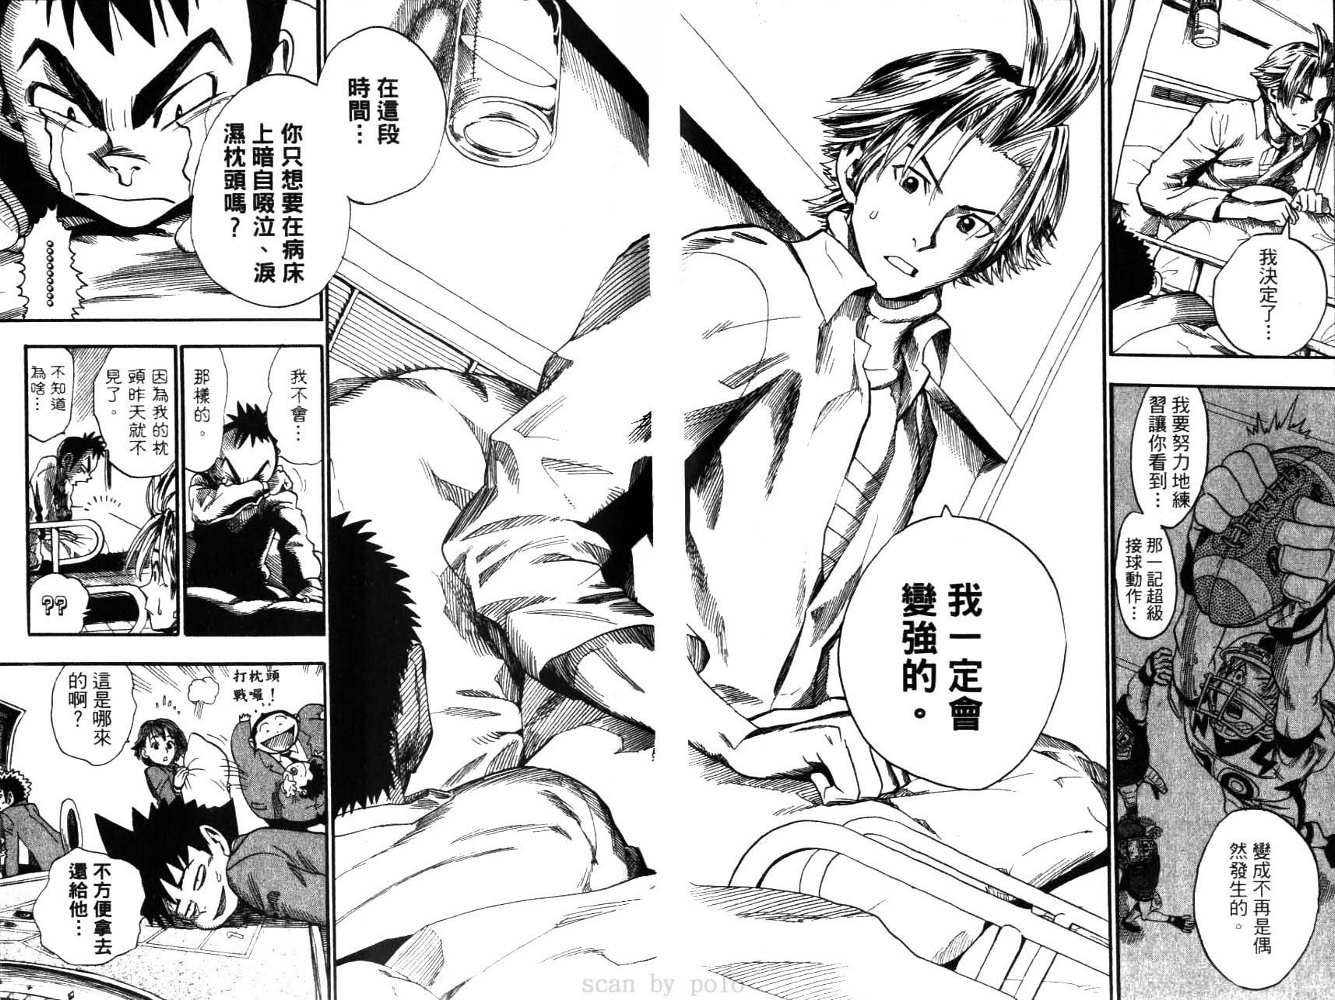 我決定了…
我要努力地練
習讓你看到…
那一記超級
接球動作…
變成不再是偶
然發生的。
我一定會
變強的。
在這段
時間…
你只想要在病床
上暗自啜泣、淚
濕枕頭嗎？
………
我不會…
那樣的。
因為我的枕
頭昨天就不
見了。
不知道
為啥…
??
打枕頭
戰囉！
這是哪來
的啊？
不方便拿去
還給他…
scan by polo